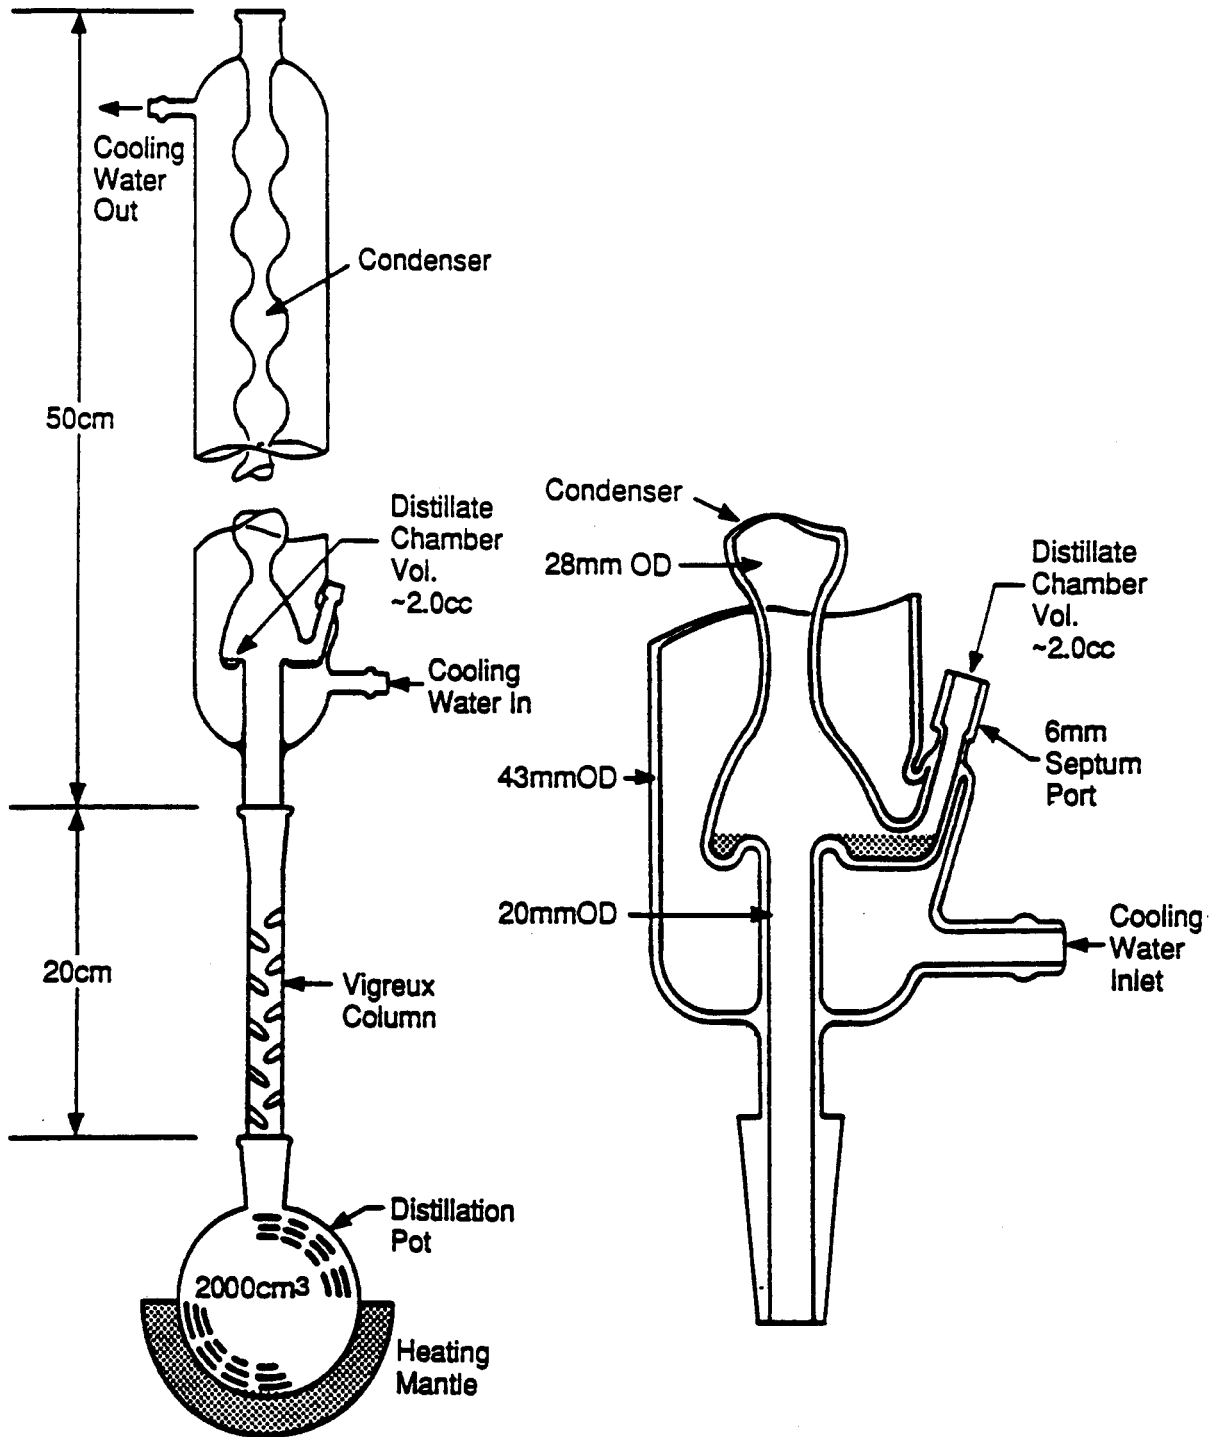 Cooling
Water
Out
Condenser
50cm
Distillate
Chamber
Vol.
~2.0cc
Cooling
Water In
20cm
Vigreux
Column
Distillation
Pot
2000cm³
Heating
Mantle
Condenser
28mm OD
Distillate
Chamber
Vol.
~2.0cc
6mm
Septum
Port
43mmOD
20mmOD
Cooling
Water
Inlet